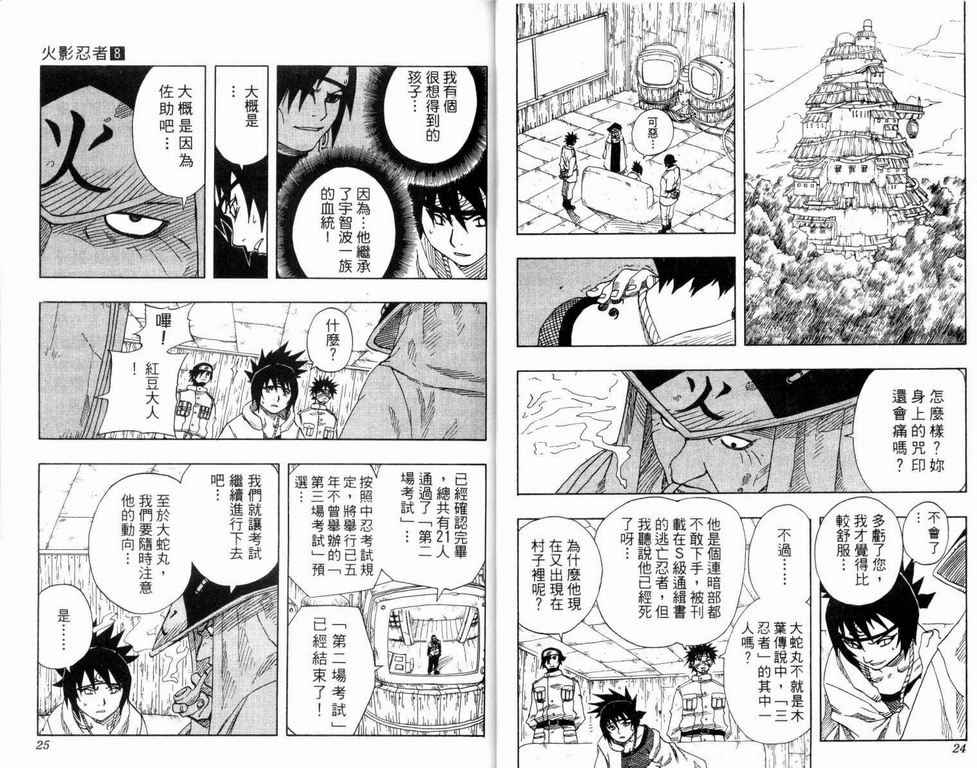 可惡…
怎麼樣？妳
身上的咒印
還會痛嗎？
火
不會了
…
多虧了您，
我才覺得比
較舒服…
不過……
大蛇丸不就是木
葉傳說中，「三
忍者」的其中一
人嗎？
他是個連暗部都
不敢下手，被刊
載在S級通緝書
的逃亡忍者，但
我聽說他已經死
了呀…
為什麼他現
在又出現在
村子裡呢？
24
火影忍者8
我有個
很想得到的
孩子…
因為…他繼承
了宇智波一族
的血統！
大概是
…
大概是因為
佐助吧…
火
什麼？
嗶！
紅豆大人
！
已經確認完畢
，總共有21人
通過了「第二
場考試」…
按照中忍考試規
定，將舉行已五
年不曾舉辦的「
第三場考試」預
選…
「第二場考試」
已經結束了！
我們就讓考試
繼續進行下去
吧…
至於大蛇丸，
我們要隨時注意
他的動向…
是……
25